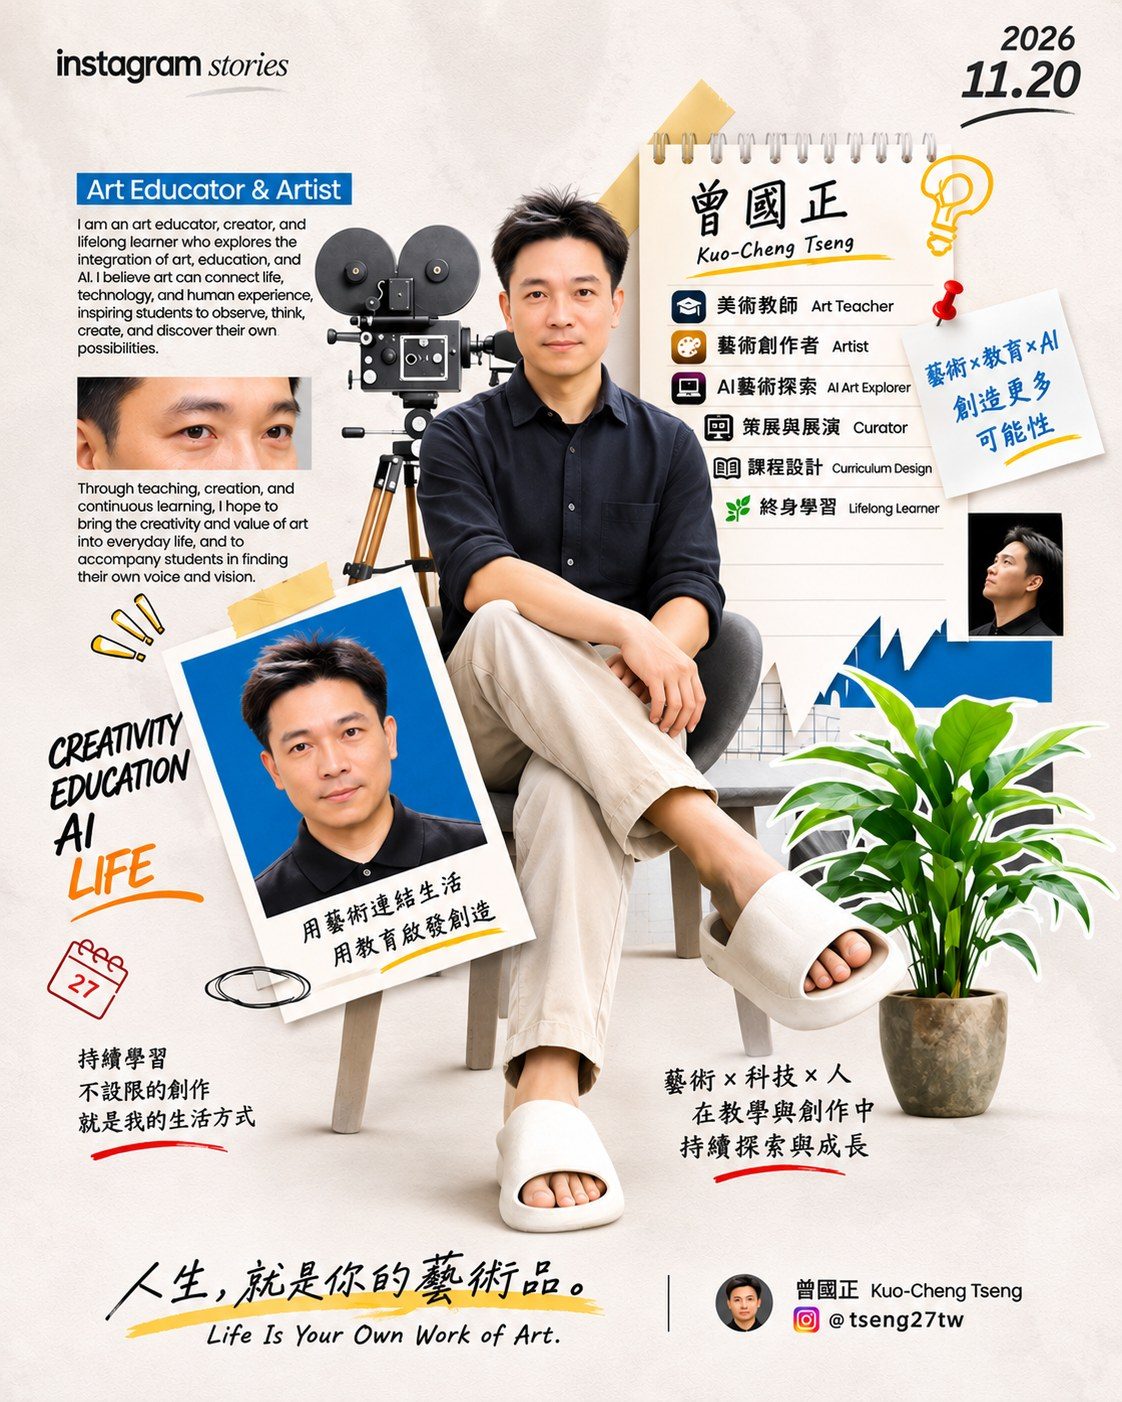 instagram stories
2026
11.20
Art Educator & Artist
I am an art educator, creator, and
lifelong learner who explores the
integration of art, education, and
AI. I believe art can connect life,
technology, and human experience,
inspiring students to observe, think,
create, and discover their own
possibilities.
Through teaching, creation, and
continuous learning, I hope to
bring the creativity and value of art
into everyday life, and to
accompany students in finding
their own voice and vision.
曾國正
Kuo-Cheng Tseng
美術教師 Art Teacher
藝術創作者 Artist
AI藝術探索 AI Art Explorer
策展與展演 Curator
課程設計 Curriculum Design
終身學習 Lifelong Learner
藝術×教育×AI
創造更多
可能性
CREATIVITY
EDUCATION
AI
LIFE
用藝術連結生活
用教育啟發創造
27
持續學習
不設限的創作
就是我的生活方式
藝術×科技×人
在教學與創作中
持續探索與成長
人生，就是你的藝術品。
Life Is Your Own Work of Art.
曾國正 Kuo-Cheng Tseng
@tseng27tw